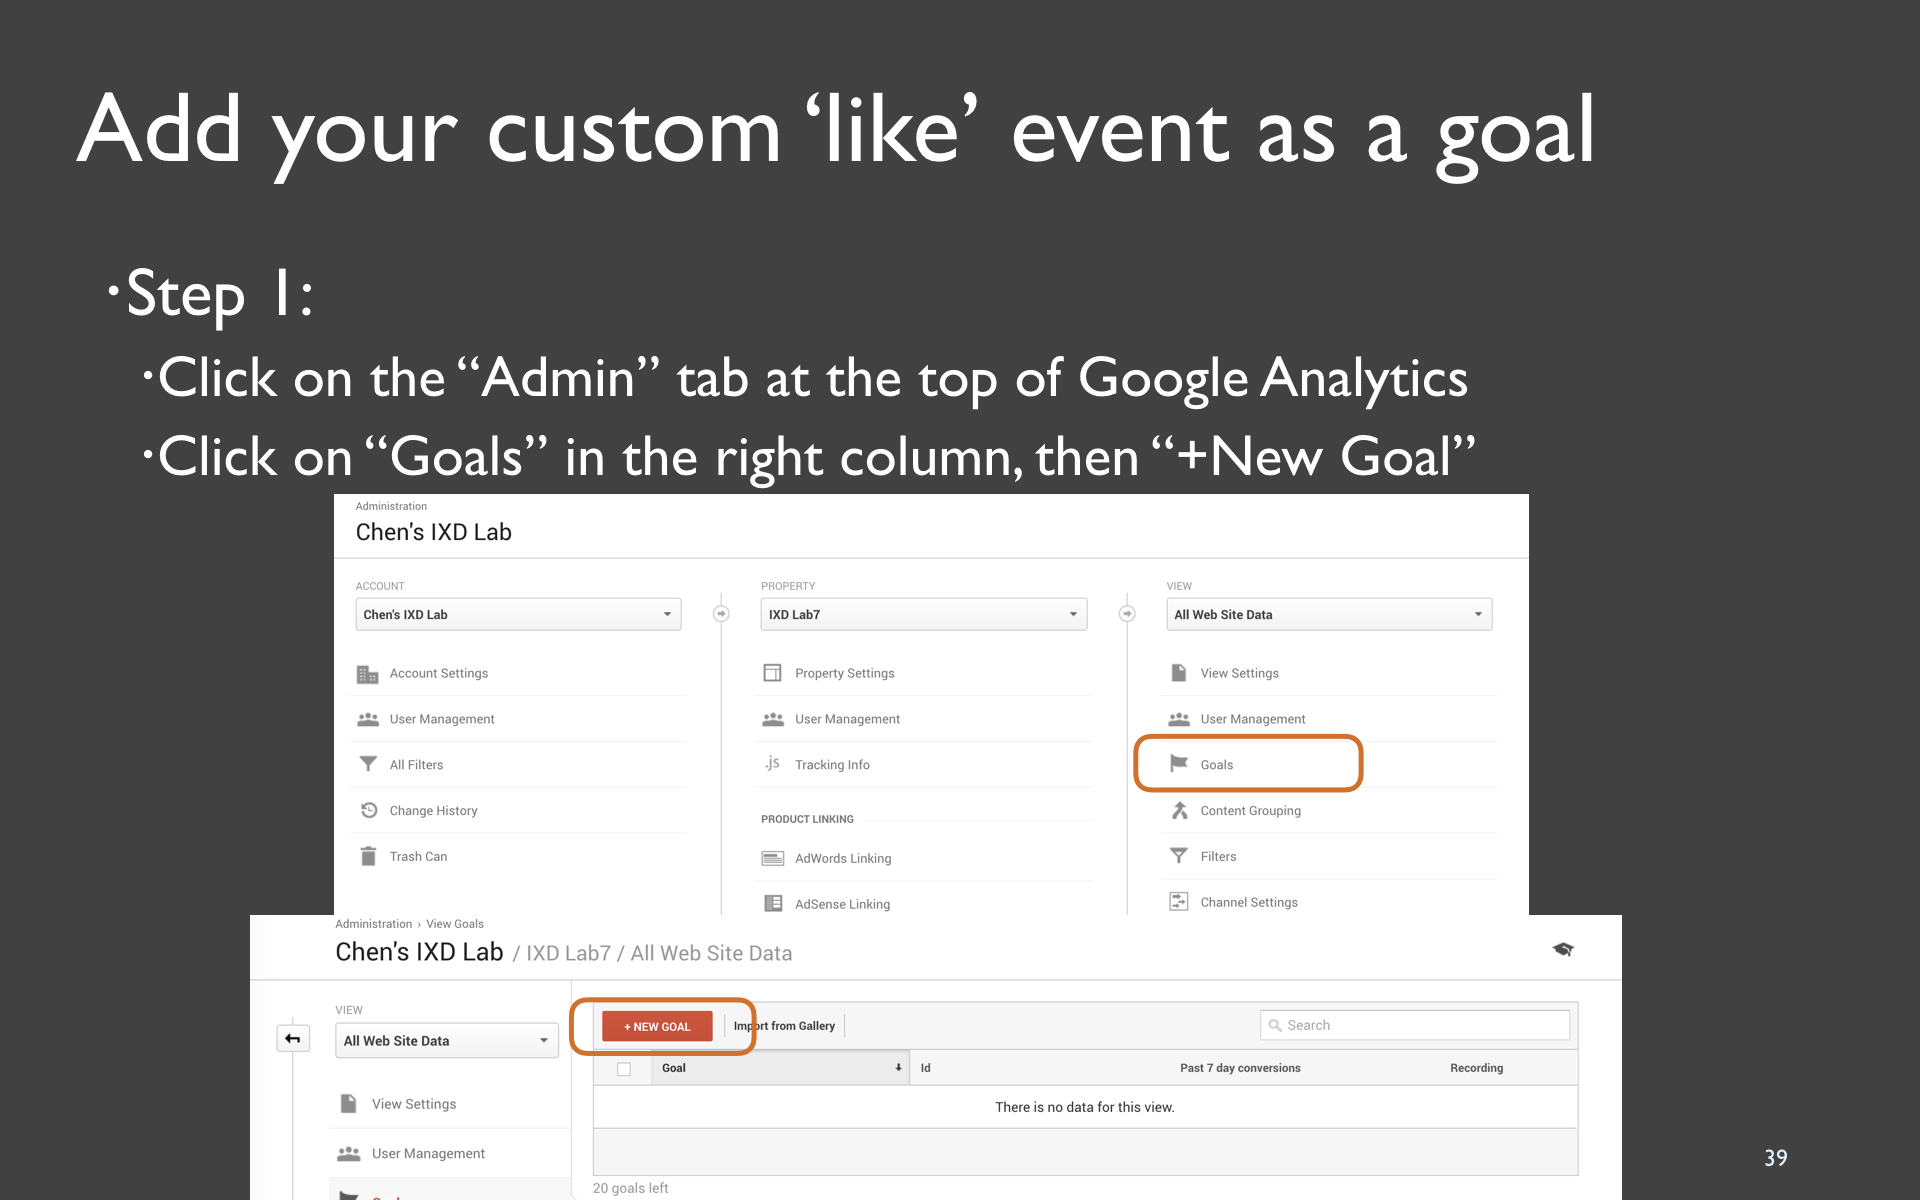 Add your custom ‘like’ event as a goal
•Step 1:
•Click on the “Admin” tab at the top of Google Analytics
•Click on “Goals” in the right column, then “+New Goal”
Administration
Chen's IXD Lab
ACCOUNT
Chen's IXD Lab
Account Settings
User Management
All Filters
Change History
Trash Can
PROPERTY
IXD Lab7
Property Settings
User Management
.js Tracking Info
PRODUCT LINKING
AdWords Linking
AdSense Linking
VIEW
All Web Site Data
View Settings
User Management
Goals
Content Grouping
Filters
Channel Settings
Administration › View Goals
Chen's IXD Lab / IXD Lab7 / All Web Site Data
VIEW
All Web Site Data
View Settings
User Management
+ NEW GOAL
Import from Gallery
Search
Goal Id Past 7 day conversions Recording
There is no data for this view.
20 goals left
39